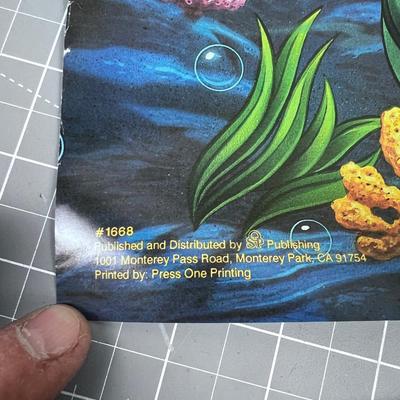 #1668
Published and Distributed by SP Publishing
1001 Monterey Pass Road, Monterey Park, CA 91754
Printed by: Press One Printing